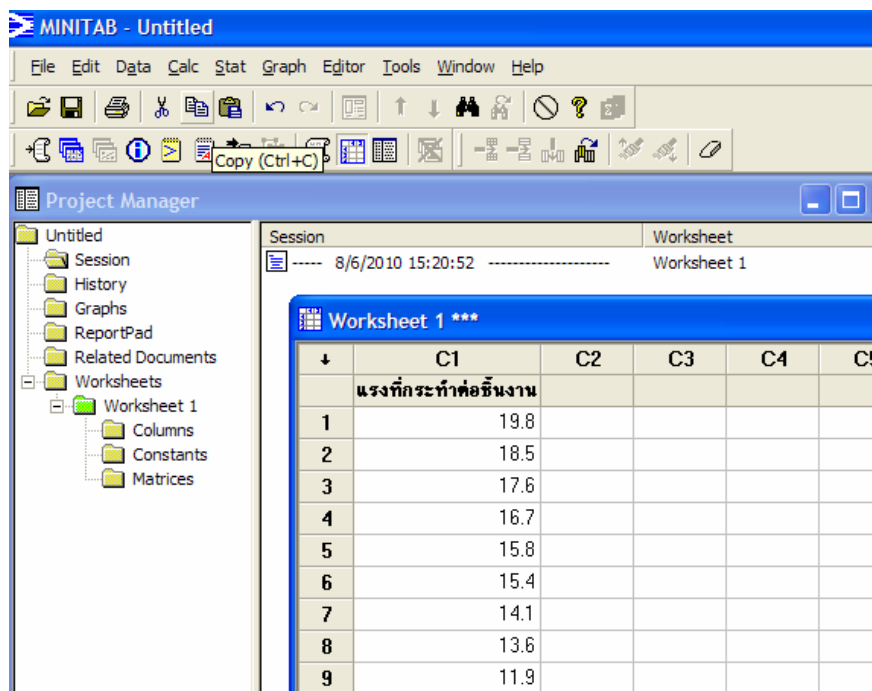 MINITAB - Untitled
File Edit Data Calc Stat Graph Editor Tools Window Help
Copy (Ctrl+C)
Project Manager
Untitled
Session
History
Graphs
ReportPad
Related Documents
Worksheets
Worksheet 1
Columns
Constants
Matrices
Session Worksheet
----- 8/6/2010 15:20:52 -------------------- Worksheet 1
Worksheet 1 ***
↓ C1 C2 C3 C4 C5
แรงที่กระทำต่อชิ้นงาน
1 19.8
2 18.5
3 17.6
4 16.7
5 15.8
6 15.4
7 14.1
8 13.6
9 11.9